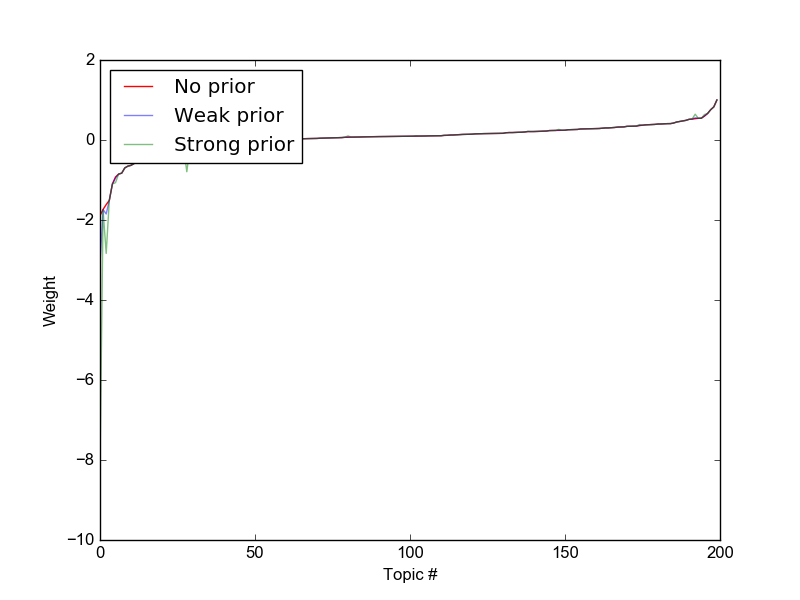 2
0
−2
−4
−6
−8
−10
No prior
Weak prior
Strong prior
0
50
100
150
200
Weight
Topic #